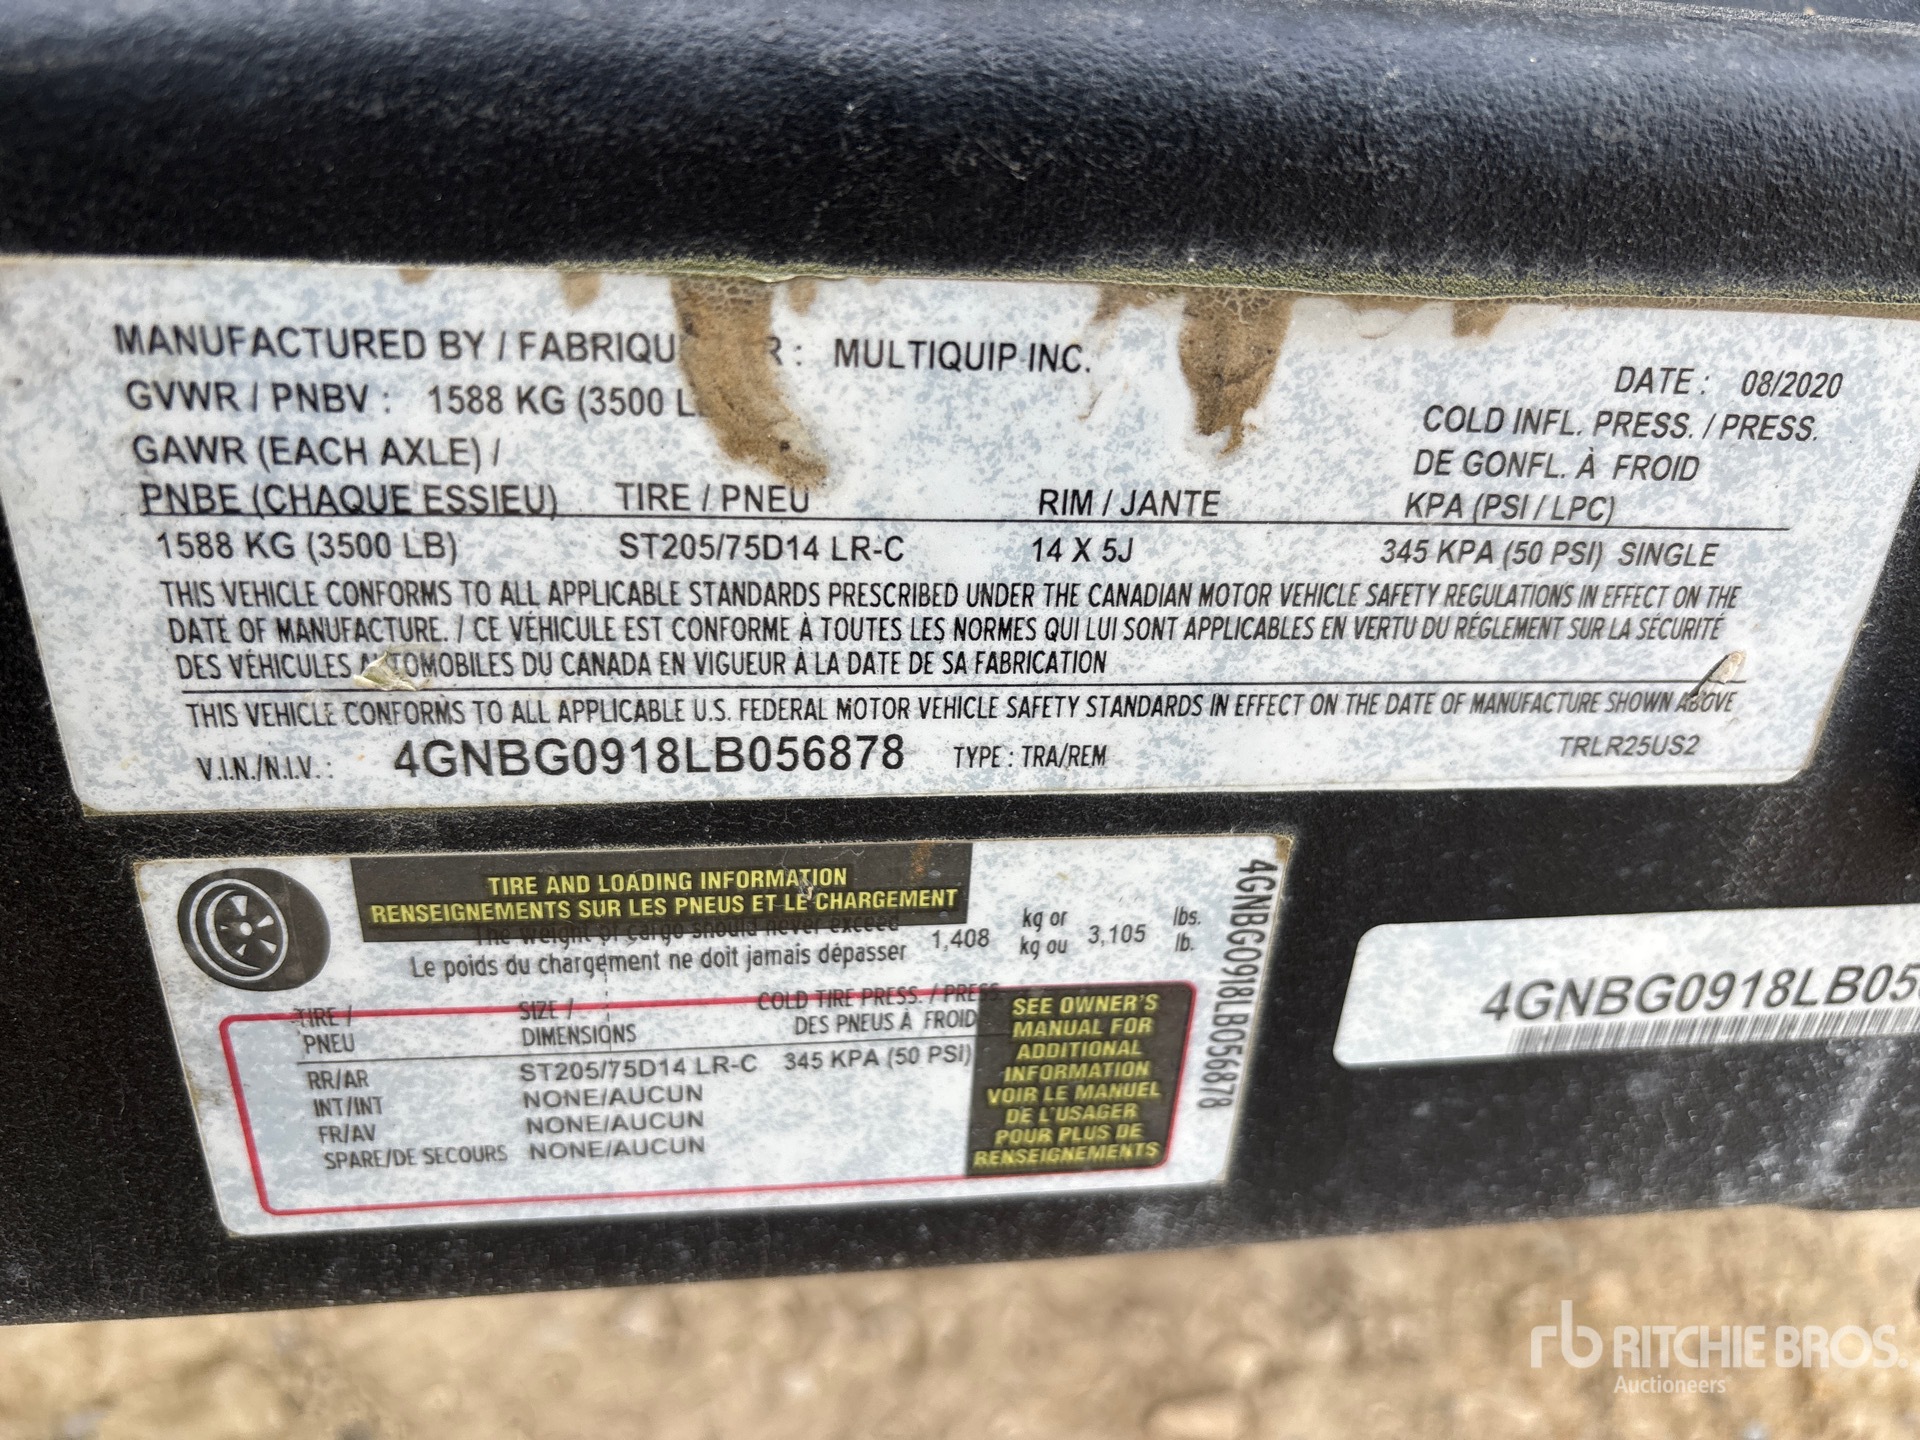 MANUFACTURED BY / FABRIQU R : MULTIQUIP INC.
DATE : 08/2020
GVWR / PNBV : 1588 KG (3500 L
COLD INFL. PRESS. / PRESS.
GAWR (EACH AXLE) /
DE GONFL. À FROID
PNBE (CHAQUE ESSIEU) TIRE / PNEU RIM / JANTE KPA (PSI / LPC)
1588 KG (3500 LB) ST205/75D14 LR-C 14 X 5J 345 KPA (50 PSI) SINGLE
THIS VEHICLE CONFORMS TO ALL APPLICABLE STANDARDS PRESCRIBED UNDER THE CANADIAN MOTOR VEHICLE SAFETY REGULATIONS IN EFFECT ON THE
DATE OF MANUFACTURE. / CE VÉHICULE EST CONFORME À TOUTES LES NORMES QUI LUI SONT APPLICABLES EN VERTU DU RÉGLEMENT SUR LA SÉCURITÉ
DES VÉHICULES AUTOMOBILES DU CANADA EN VIGUEUR À LA DATE DE SA FABRICATION
THIS VEHICLE CONFORMS TO ALL APPLICABLE U.S. FEDERAL MOTOR VEHICLE SAFETY STANDARDS IN EFFECT ON THE DATE OF MANUFACTURE SHOWN ABOVE
V.I.N./N.I.V. : 4GNBG0918LB056878 TYPE : TRA/REM TRLR25US2
TIRE AND LOADING INFORMATION
RENSEIGNEMENTS SUR LES PNEUS ET LE CHARGEMENT
The weight of cargo should never exceed
Le poids du chargement ne doit jamais dépasser 1,408 kg or kg ou 3,105 lbs. lb.
TIRE / PNEU SIZE / DIMENSIONS COLD TIRE PRESS. / PRESS. DES PNEUS À FROID
RR/AR ST205/75D14 LR-C 345 KPA (50 PSI)
INT/INT NONE/AUCUN
FR/AV NONE/AUCUN
SPARE/DE SECOURS NONE/AUCUN
SEE OWNER'S
MANUAL FOR
ADDITIONAL
INFORMATION
VOIR LE MANUEL
DE L'USAGER
POUR PLUS DE
RENSEIGNEMENTS
4GNBG0918LB056878
4GNBG0918LB05
rb RITCHIE BROS.
Auctioneers